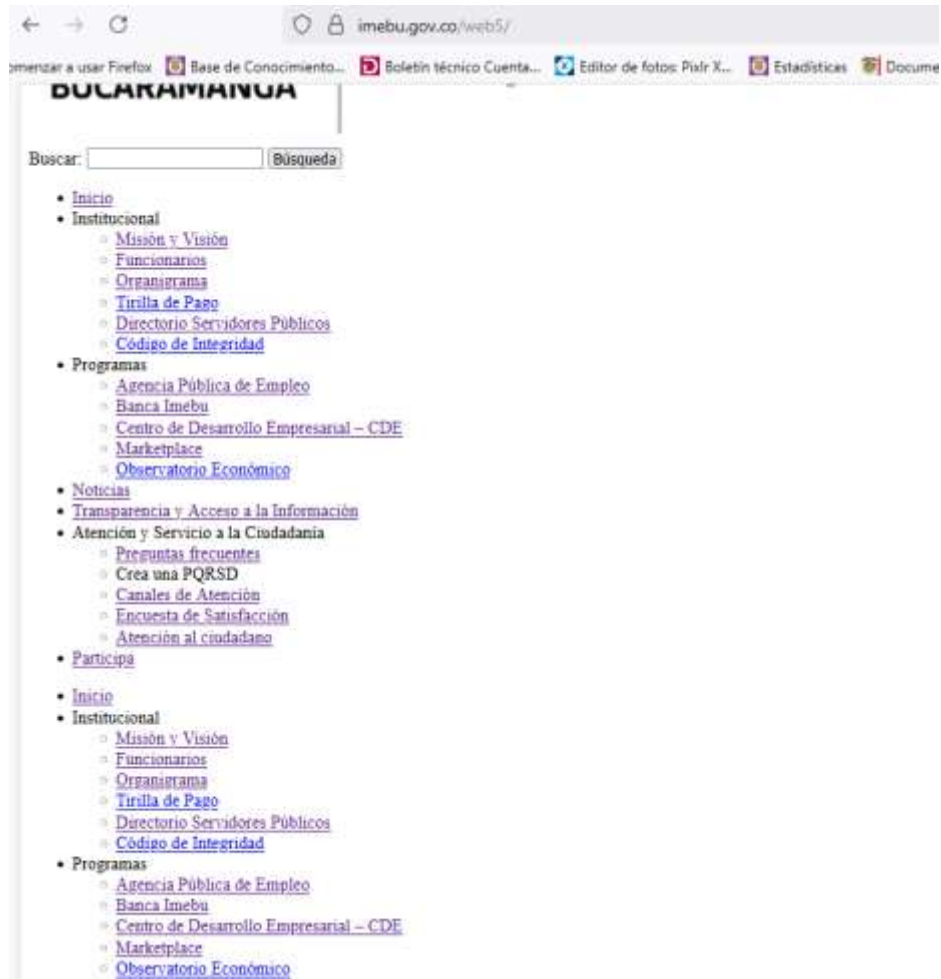 imebu.gov.co/web5/
omenzar a usar Firefox Base de Conocimiento... Boletín técnico Cuenta... Editor de fotos: Pixlr X... Estadísticas Docume
BUCARAMANGA
Buscar: Búsqueda
Inicio
Institucional
Misión y Visión
Funcionarios
Organigrama
Tirilla de Pago
Directorio Servidores Públicos
Código de Integridad
Programas
Agencia Pública de Empleo
Banca Imebu
Centro de Desarrollo Empresarial – CDE
Marketplace
Observatorio Económico
Noticias
Transparencia y Acceso a la Información
Atención y Servicio a la Ciudadanía
Preguntas frecuentes
Crea una PQRSD
Canales de Atención
Encuesta de Satisfacción
Atención al ciudadano
Participa
Inicio
Institucional
Misión y Visión
Funcionarios
Organigrama
Tirilla de Pago
Directorio Servidores Públicos
Código de Integridad
Programas
Agencia Pública de Empleo
Banca Imebu
Centro de Desarrollo Empresarial – CDE
Marketplace
Observatorio Económico